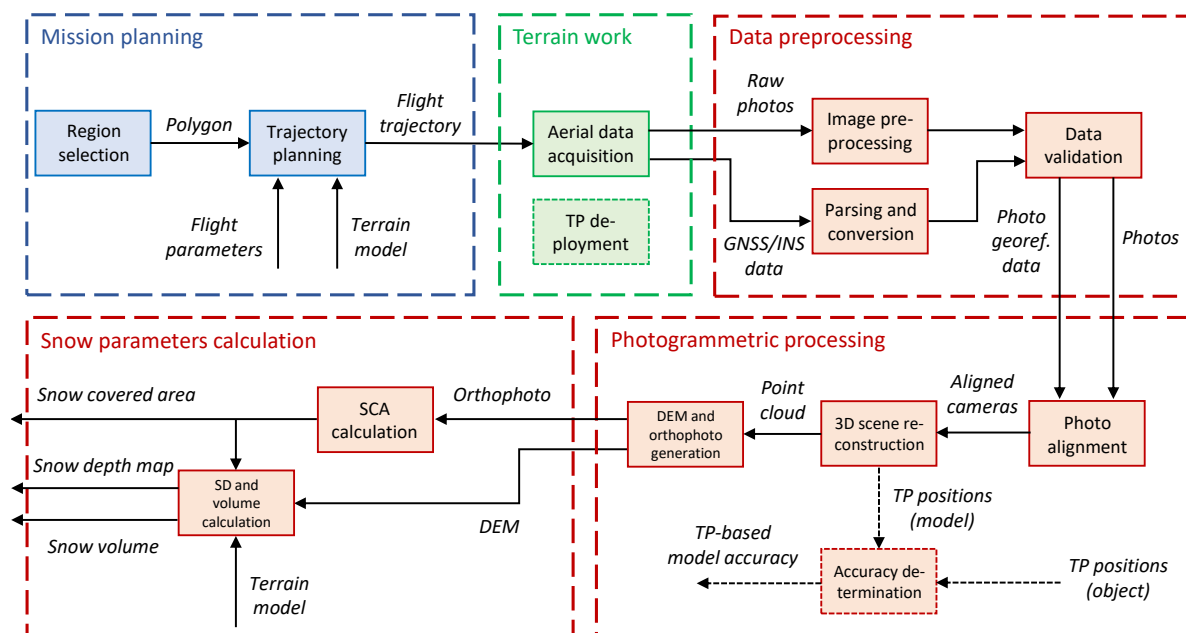 Mission planning
Region
selection
Polygon
Trajectory
planning
Flight
trajectory
Flight
parameters
Terrain
model
Terrain work
Aerial data
acquisition
TP de-
ployment
Data preprocessing
Raw
photos
Image pre-
processing
GNSS/INS
data
Parsing and
conversion
Data
validation
Photo
georef.
data
Photos
Snow parameters calculation
Snow covered area
SCA
calculation
Orthophoto
Snow depth map
SD and
volume
calculation
Snow volume
Terrain
model
DEM
Photogrammetric processing
DEM and
orthophoto
generation
Point
cloud
3D scene re-
construction
Aligned
cameras
Photo
alignment
TP positions
(model)
TP-based
model accuracy
Accuracy de-
termination
TP positions
(object)